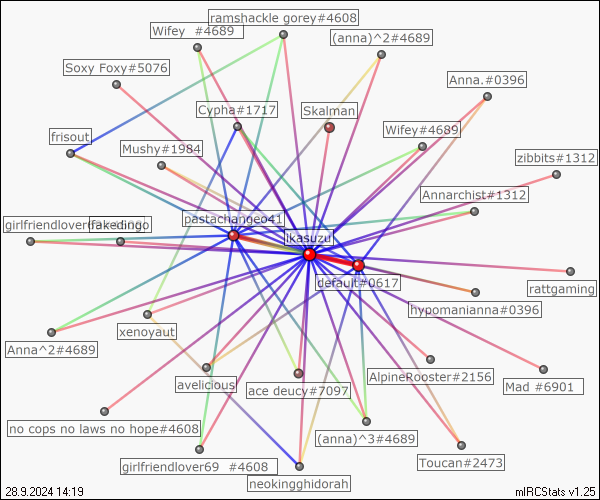 ramshackle gorey#4608
Wifey #4689
(anna)^2#4689
Soxy Foxy#5076
Anna.#0396
Cypha#1717
Skalman
frisout
Wifey#4689
Mushy#1984
zibbits#1312
Annarchist#1312
pastachangeo41
girlfriendlover
fakedingo
ikasuzu
default#0617
rattgaming
hypomanianna#0396
xenoyaut
Anna^2#4689
AlpineRooster#2156
avelicious
ace deucy#7097
Mad #6901
no cops no laws no hope#4608
(anna)^3#4689
girlfriendlover69 #4608
Toucan#2473
neokingghidorah
28.9.2024 14:19
mIRCStats v1.25